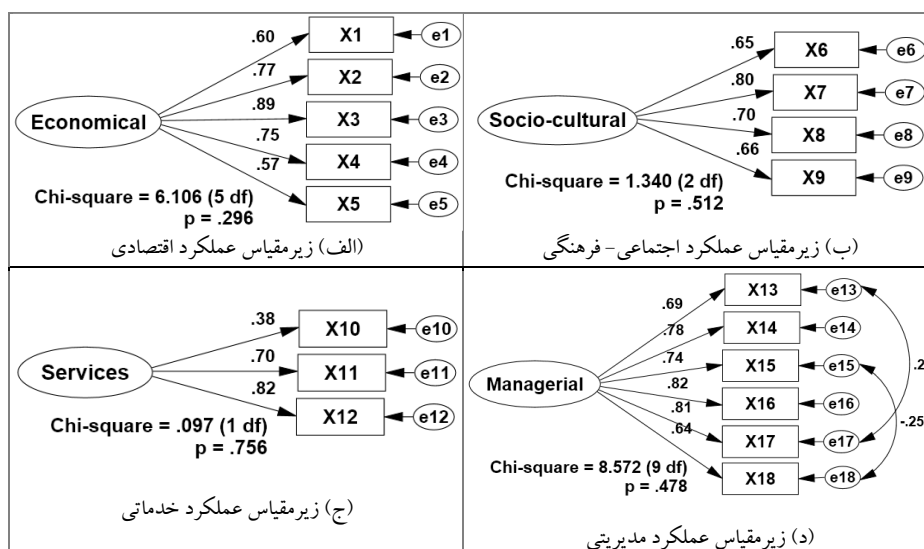 .60
X1
e1
.77
X2
e2
Economical
.89
X3
e3
.75
X4
e4
.57
X5
e5
Chi-square = 6.106 (5 df)
p = .296
(الف) زیرمقیاس عملکرد اقتصادی
.65
X6
e6
.80
X7
e7
Socio-cultural
.70
X8
e8
.66
X9
e9
Chi-square = 1.340 (2 df)
p = .512
(ب) زیرمقیاس عملکرد اجتماعی- فرهنگی
.38
X10
e10
Services
.70
X11
e11
.82
X12
e12
Chi-square = .097 (1 df)
p = .756
(ج) زیرمقیاس عملکرد خدماتی
.69
X13
e13
.78
X14
e14
.74
X15
e15
Managerial
.82
X16
e16
.81
X17
e17
.64
X18
e18
-.25
Chi-square = 8.572 (9 df)
p = .478
(د) زیرمقیاس عملکرد مدیریتی